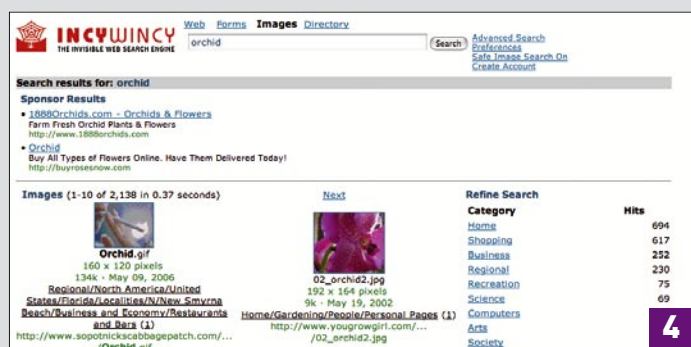 INCYWINCY
THE INVISIBLE WEB SEARCH ENGINE
Web Forms Images Directory
orchid
Search
Advanced Search
Preferences
Safe Image Search On
Create Account
Search results for: orchid
Sponsor Results
• 1888Orchids.com - Orchids & Flowers
Farm Fresh Orchid Plants & Flowers
http://www.1888orchids.com
• Orchid
Buy All Types of Flowers Online. Have Them Delivered Today!
http://buyrosesnow.com
Images (1-10 of 2,138 in 0.37 seconds)
Next
Orchid.gif
160 x 120 pixels
134k - May 09, 2006
Regional/North America/United
States/Florida/Localities/N/New Smyrna
Beach/Business and Economy/Restaurants
and Bars (1)
http://www.sopotnickscabbagepatch.com/...
/Orchid.gif
02_orchid2.jpg
192 x 164 pixels
9k - May 19, 2002
Home/Gardening/People/Personal Pages (1)
http://www.yougrowgirl.com/...
/02_orchid2.jpg
Refine Search
Category Hits
Home 694
Shopping 617
Business 252
Regional 230
Recreation 75
Science 69
Computers
Arts
Society
4